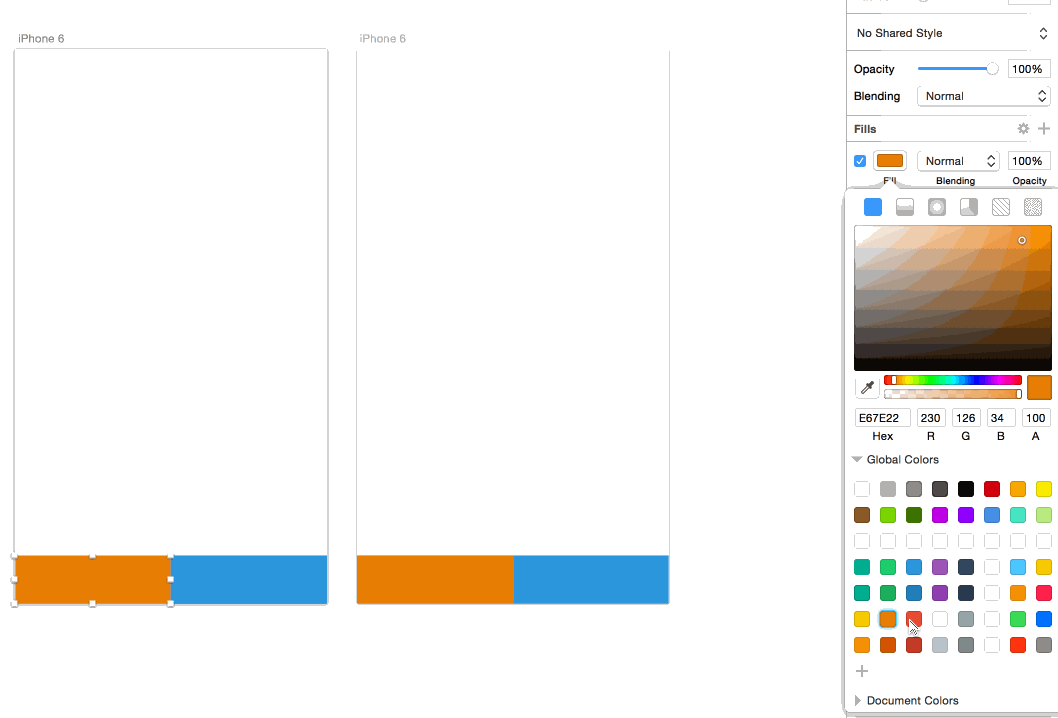 iPhone 6
iPhone 6
No Shared Style
Opacity 100%
Blending Normal
Fills
Normal 100%
Fill Blending Opacity
E67E22 230 126 34 100
Hex R G B A
Global Colors
Document Colors